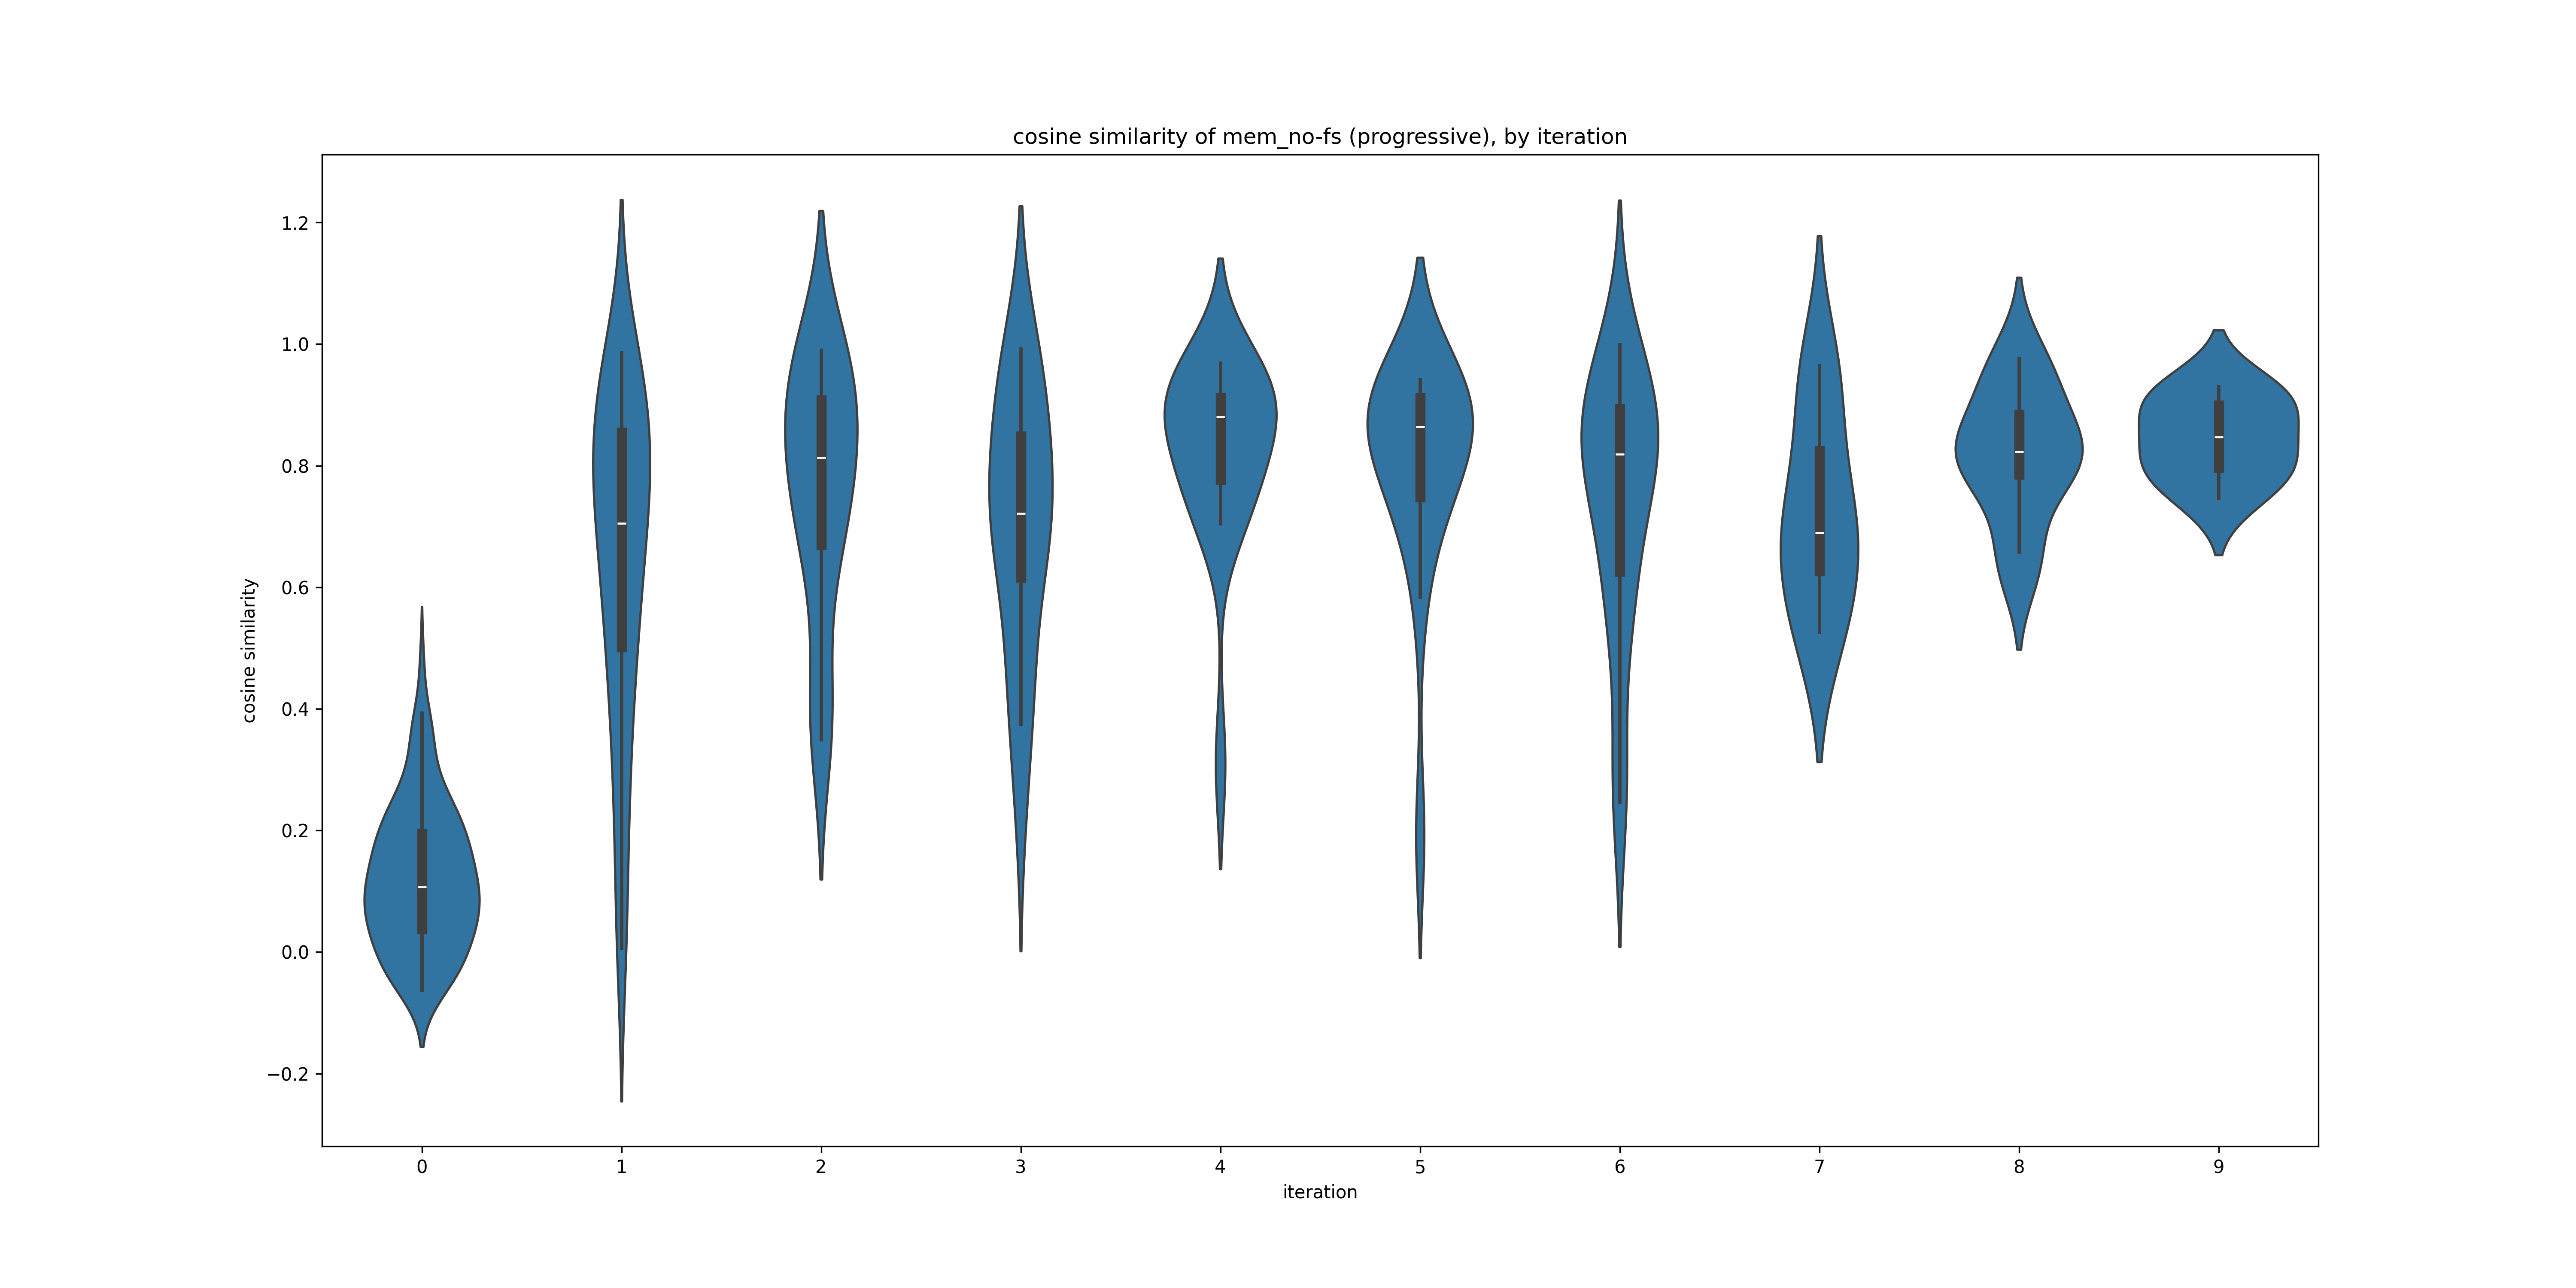 cosine similarity of mem_no-fs (progressive), by iteration
1.2
1.0
0.8
0.6
0.4
0.2
0.0
−0.2
cosine similarity
0 1 2 3 4 5 6 7 8 9
iteration